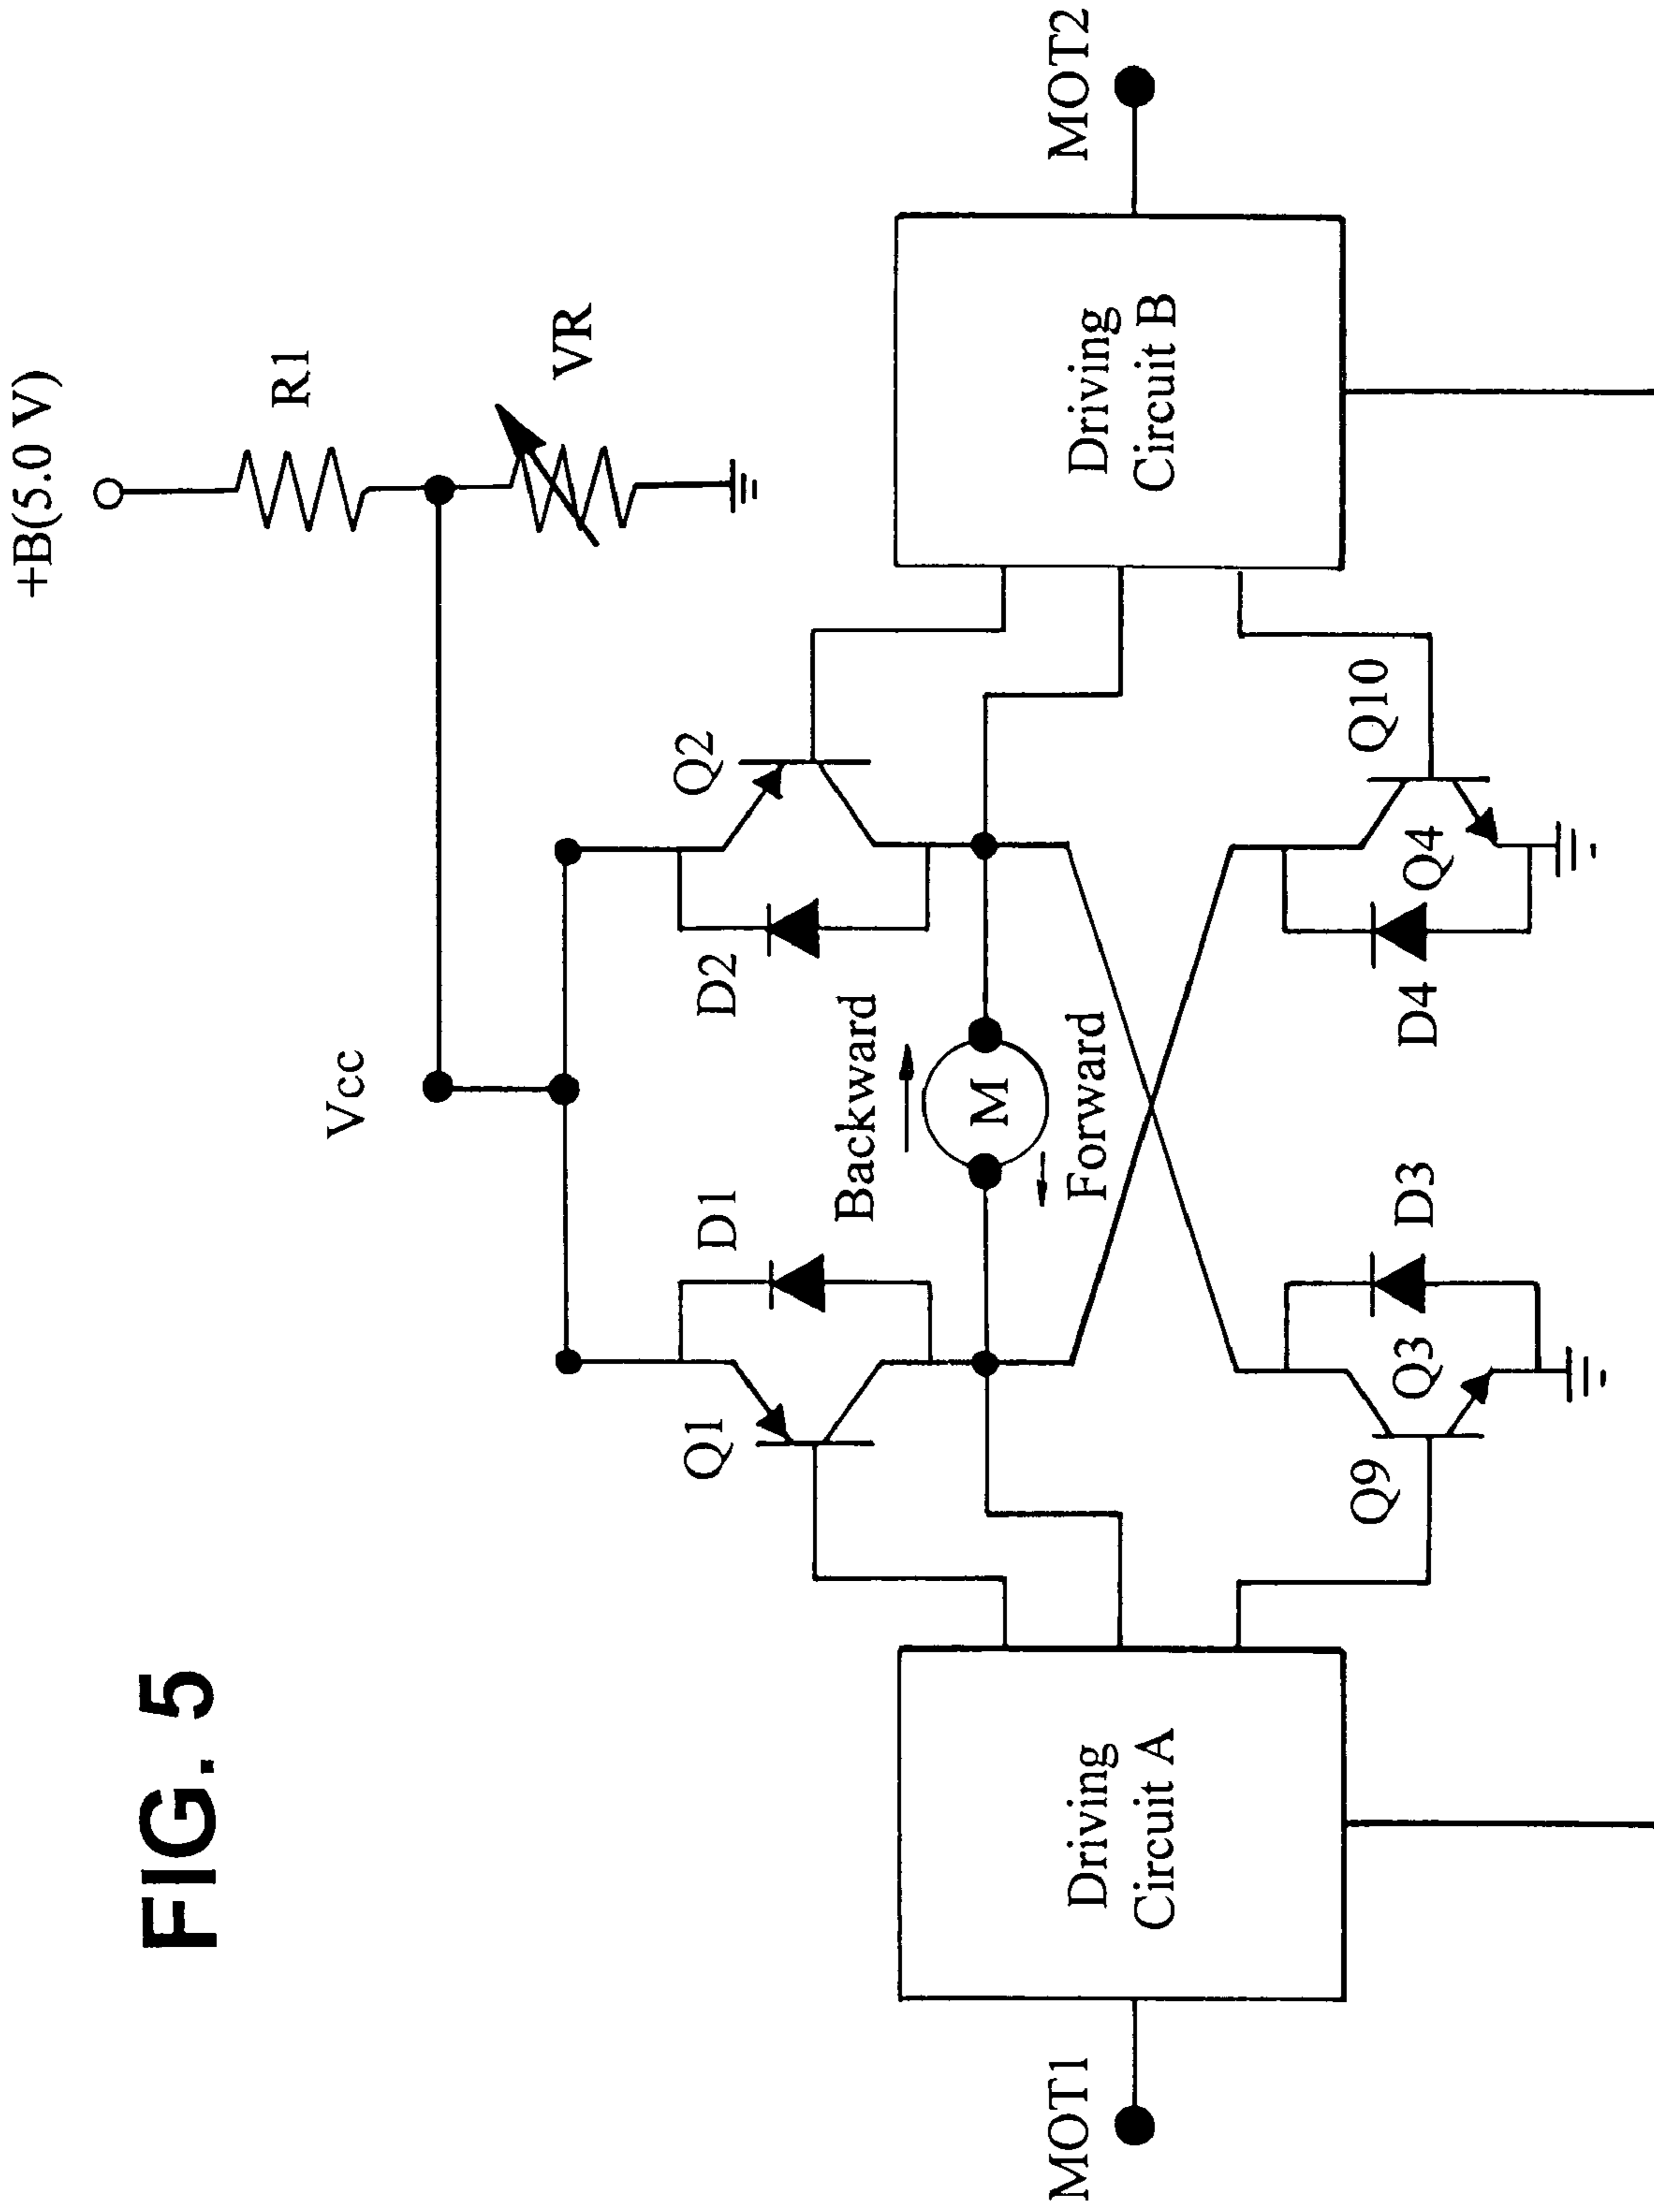 FIG. 5
+B(5.0 V)
R1
VR
Vcc
Q1
D1
D2
Q2
Backward
M
Forward
MOT1
Driving
Circuit A
Driving
Circuit B
MOT2
Q9
Q3
D3
D4
Q4
Q10